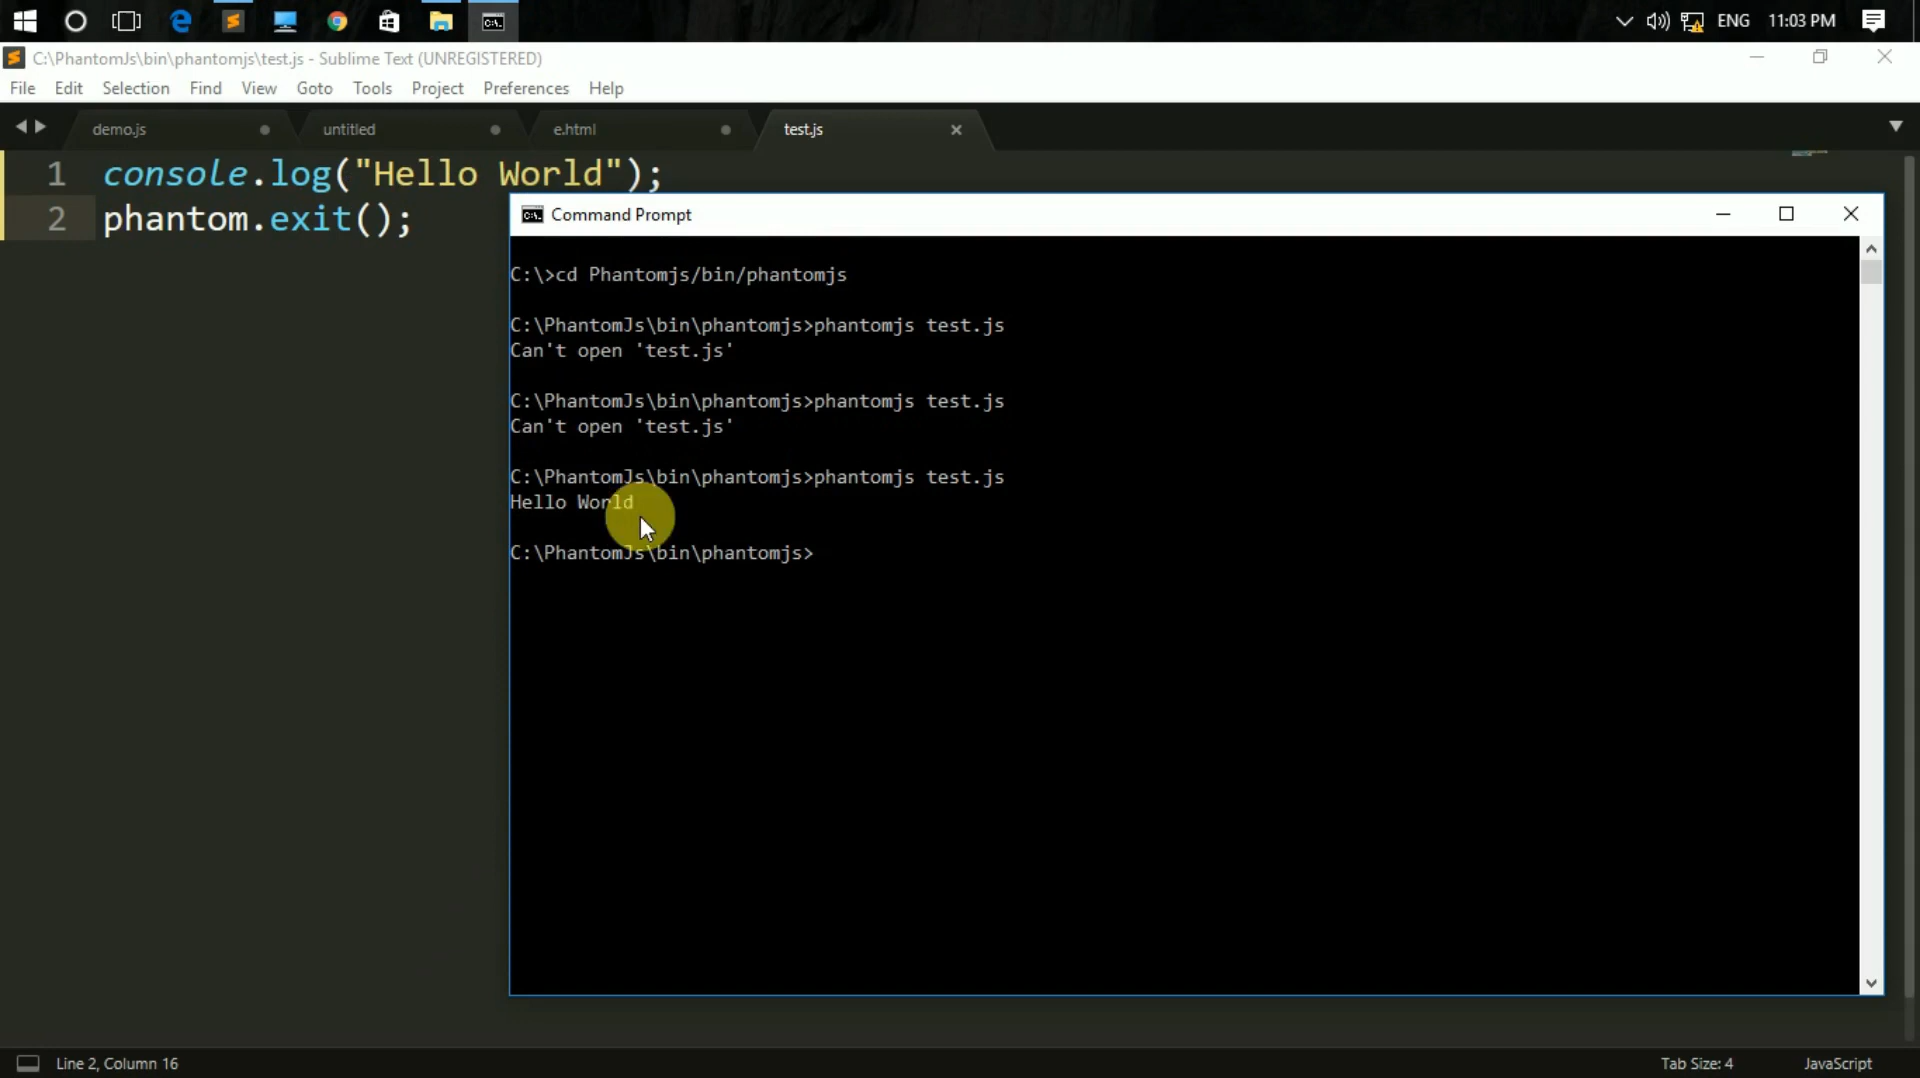 ENG 11:03 PM
C:\PhantomJs\bin\phantomjs\test.js - Sublime Text (UNREGISTERED)
File Edit Selection Find View Goto Tools Project Preferences Help
demo.js untitled e.html test.js
1 console.log("Hello World");
2 phantom.exit();
Command Prompt
C:\>cd Phantomjs/bin/phantomjs
C:\PhantomJs\bin\phantomjs>phantomjs test.js
Can't open 'test.js'
C:\PhantomJs\bin\phantomjs>phantomjs test.js
Can't open 'test.js'
C:\PhantomJs\bin\phantomjs>phantomjs test.js
Hello World
C:\PhantomJs\bin\phantomjs>
Line 2, Column 16 Tab Size: 4 JavaScript